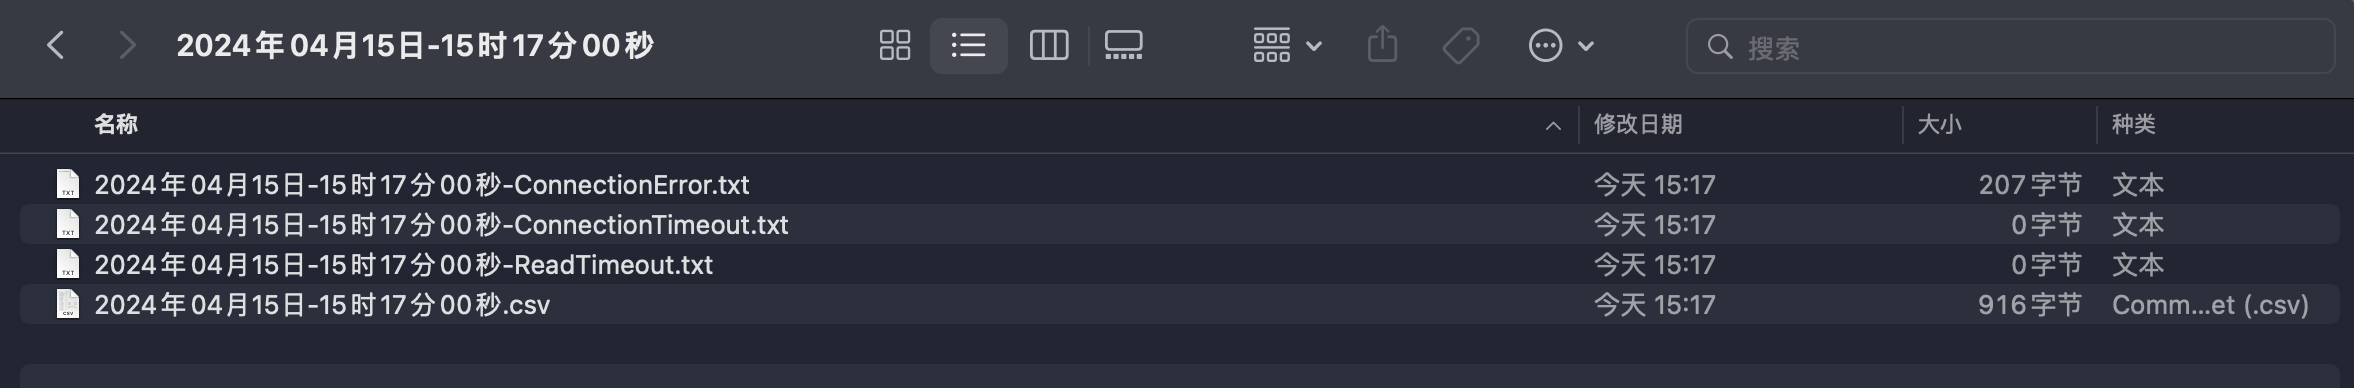 2024年04月15日-15时17分00秒 搜索
名称 修改日期 大小 种类
TXT 2024年04月15日-15时17分00秒-ConnectionError.txt 今天 15:17 207字节 文本
TXT 2024年04月15日-15时17分00秒-ConnectionTimeout.txt 今天 15:17 0字节 文本
TXT 2024年04月15日-15时17分00秒-ReadTimeout.txt 今天 15:17 0字节 文本
csv 2024年04月15日-15时17分00秒.csv 今天 15:17 916字节 Comm...et (.csv)